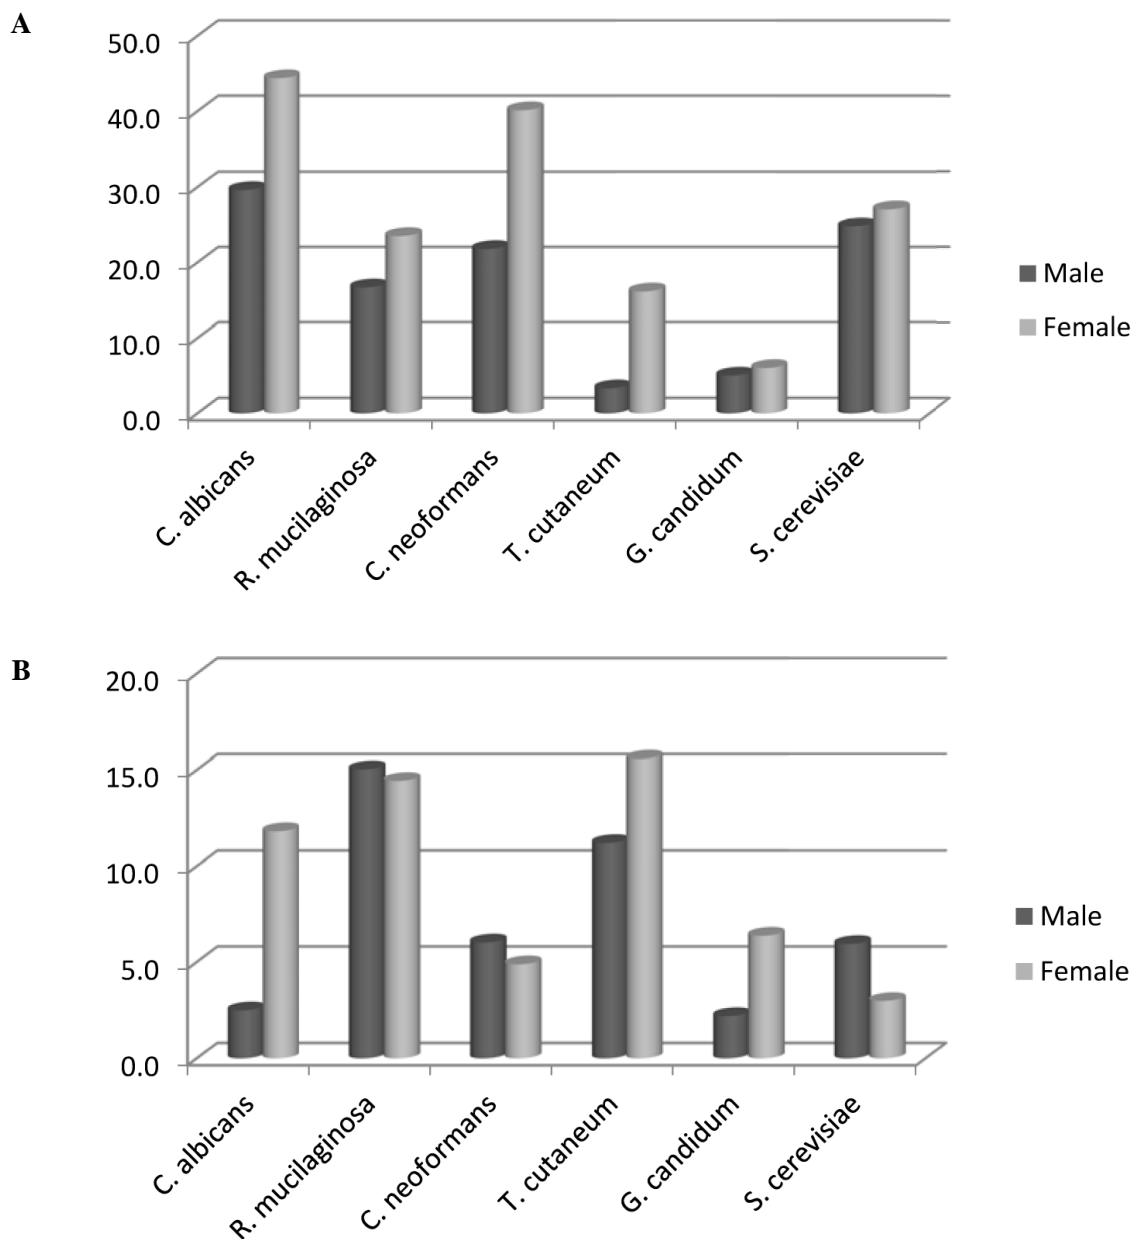 A
50.0
40.0
30.0
20.0
10.0
0.0
C. albicans
R. mucilaginosa
C. neoformans
T. cutaneum
G. candidum
S. cerevisiae
Male
Female
B
20.0
15.0
10.0
5.0
0.0
C. albicans
R. mucilaginosa
C. neoformans
T. cutaneum
G. candidum
S. cerevisiae
Male
Female